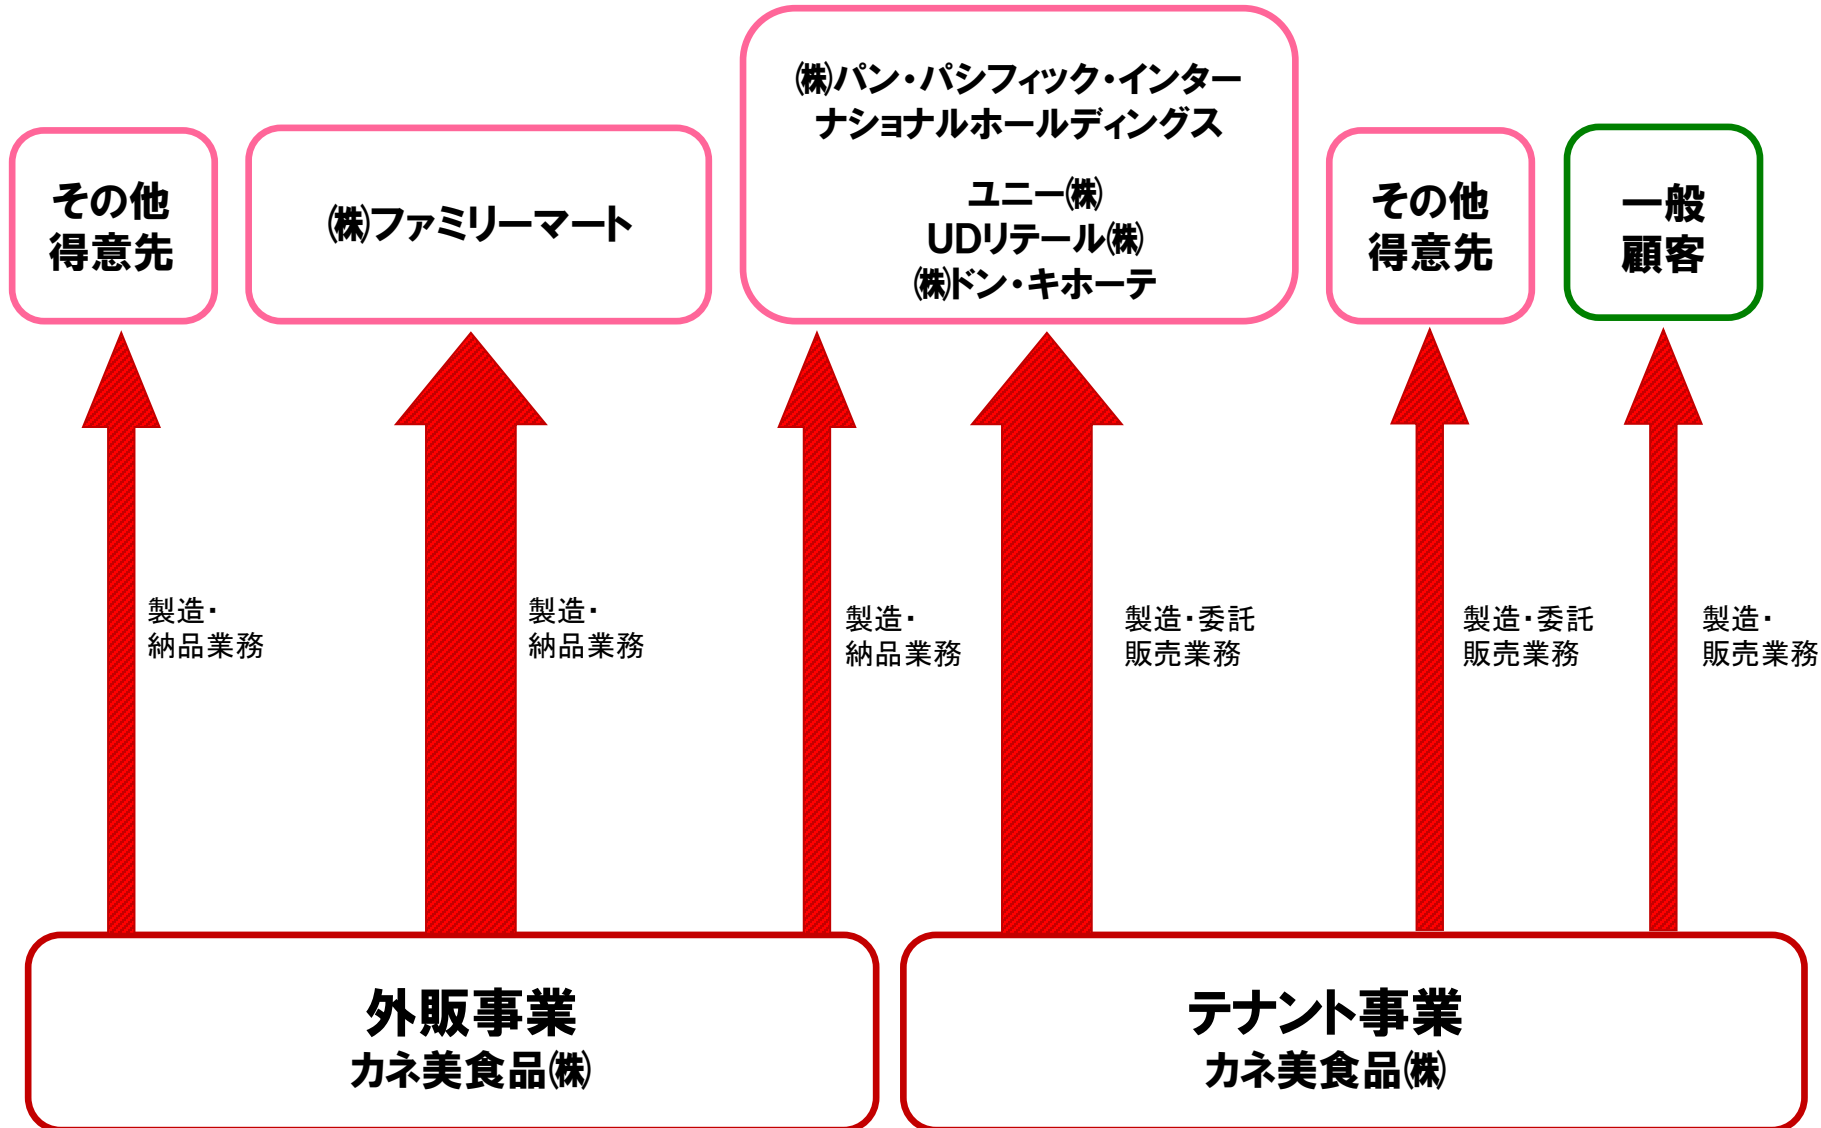 その他
得意先
㈱ファミリーマート
㈱パン・パシフィック・インター
ナショナルホールディングス
ユニー㈱
UDリテール㈱
㈱ドン・キホーテ
その他
得意先
一般
顧客
製造・
納品業務
製造・
納品業務
製造・
納品業務
製造・委託
販売業務
製造・委託
販売業務
製造・
販売業務
外販事業
カネ美食品㈱
テナント事業
カネ美食品㈱